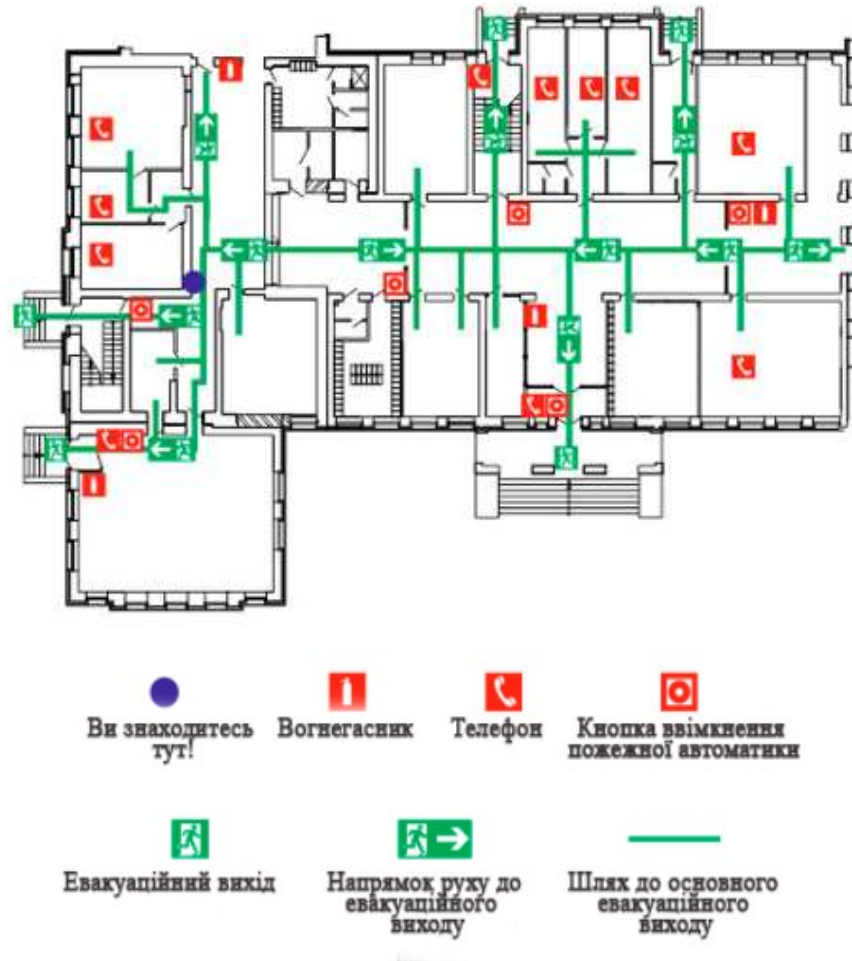 Ви знаходитесь
тут!
Вогнегасник
Телефон
Кнопка ввімкнення
пожежної автоматики
Евакуаційний вихід
Напрямок руху до
евакуаційного
виходу
Шлях до основного
евакуаційного
виходу